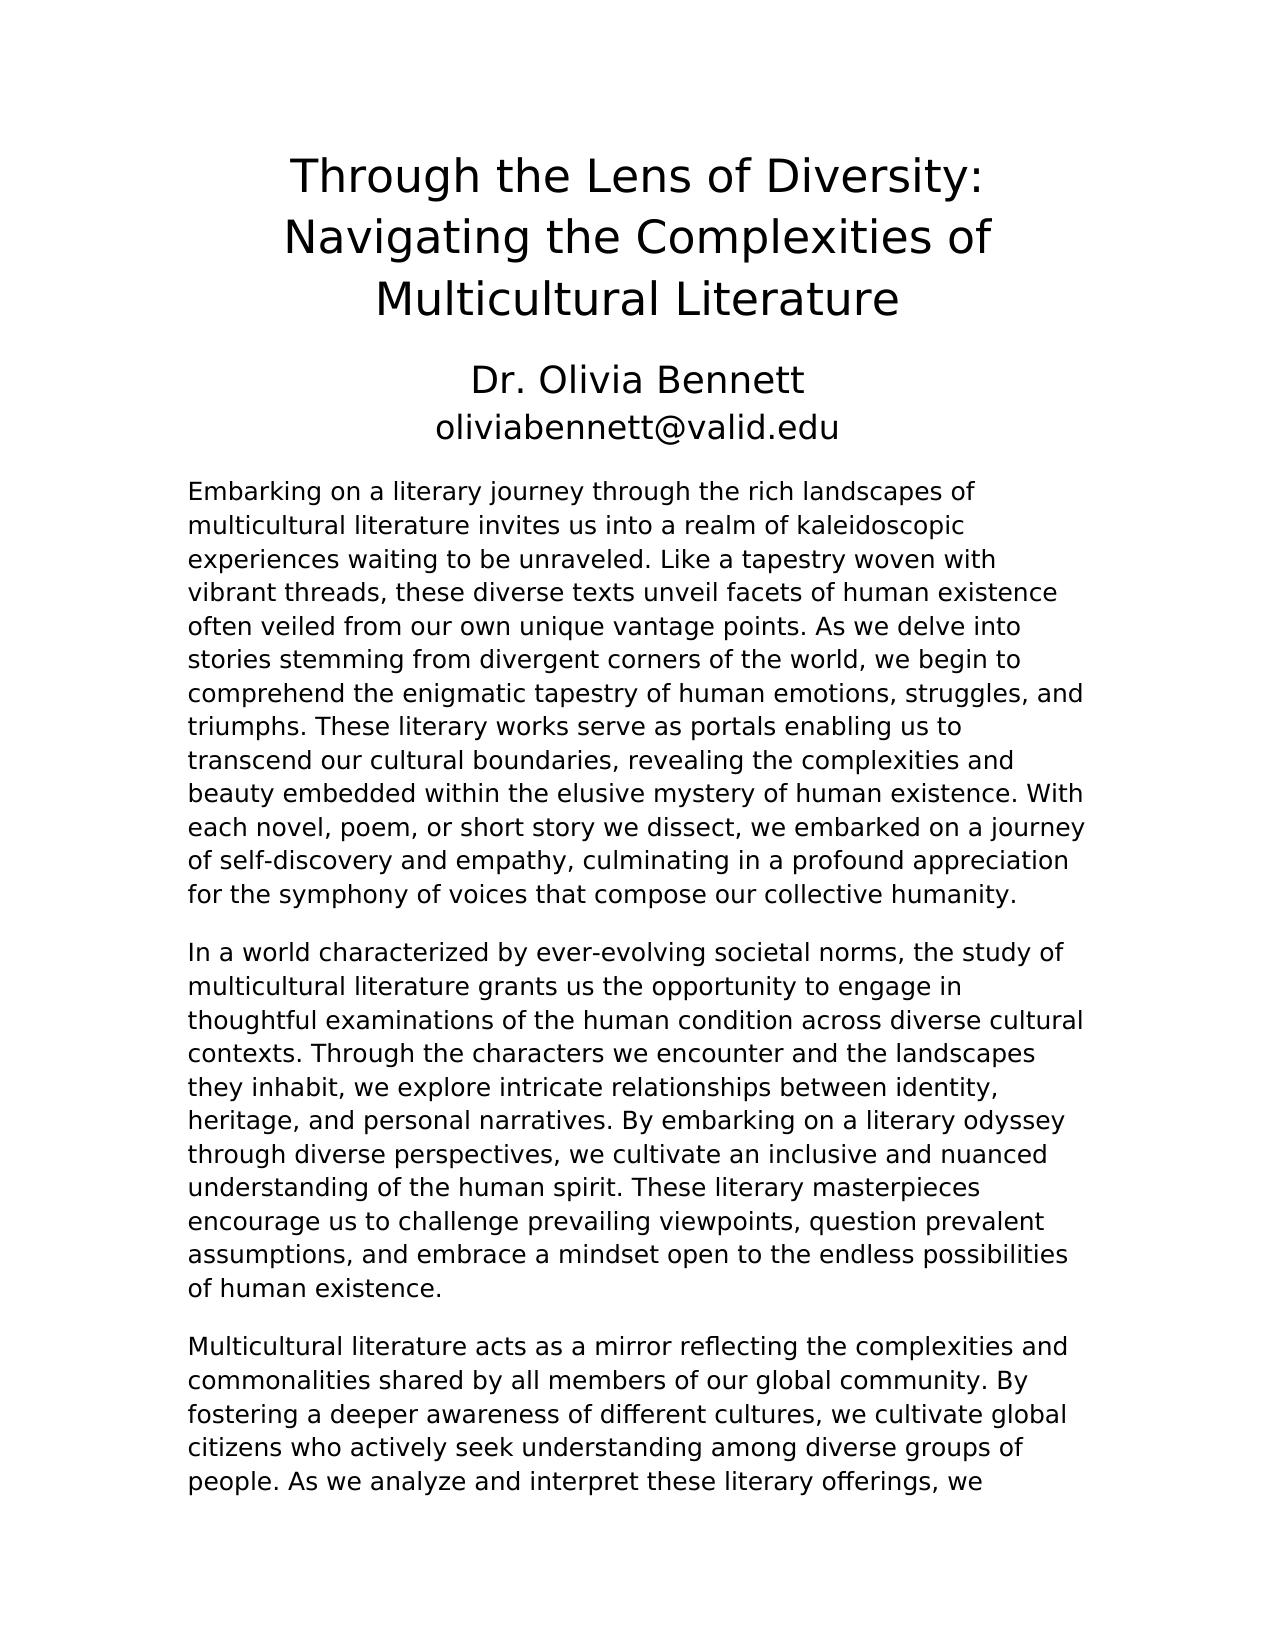 Through the Lens of Diversity:
Navigating the Complexities of
Multicultural Literature
Dr. Olivia Bennett
oliviabennett@valid.edu
Embarking on a literary journey through the rich landscapes of
multicultural literature invites us into a realm of kaleidoscopic
experiences waiting to be unraveled. Like a tapestry woven with
vibrant threads, these diverse texts unveil facets of human existence
often veiled from our own unique vantage points. As we delve into
stories stemming from divergent corners of the world, we begin to
comprehend the enigmatic tapestry of human emotions, struggles, and
triumphs. These literary works serve as portals enabling us to
transcend our cultural boundaries, revealing the complexities and
beauty embedded within the elusive mystery of human existence. With
each novel, poem, or short story we dissect, we embarked on a journey
of self-discovery and empathy, culminating in a profound appreciation
for the symphony of voices that compose our collective humanity.
In a world characterized by ever-evolving societal norms, the study of
multicultural literature grants us the opportunity to engage in
thoughtful examinations of the human condition across diverse cultural
contexts. Through the characters we encounter and the landscapes
they inhabit, we explore intricate relationships between identity,
heritage, and personal narratives. By embarking on a literary odyssey
through diverse perspectives, we cultivate an inclusive and nuanced
understanding of the human spirit. These literary masterpieces
encourage us to challenge prevailing viewpoints, question prevalent
assumptions, and embrace a mindset open to the endless possibilities
of human existence.
Multicultural literature acts as a mirror reflecting the complexities and
commonalities shared by all members of our global community. By
fostering a deeper awareness of different cultures, we cultivate global
citizens who actively seek understanding among diverse groups of
people. As we analyze and interpret these literary offerings, we